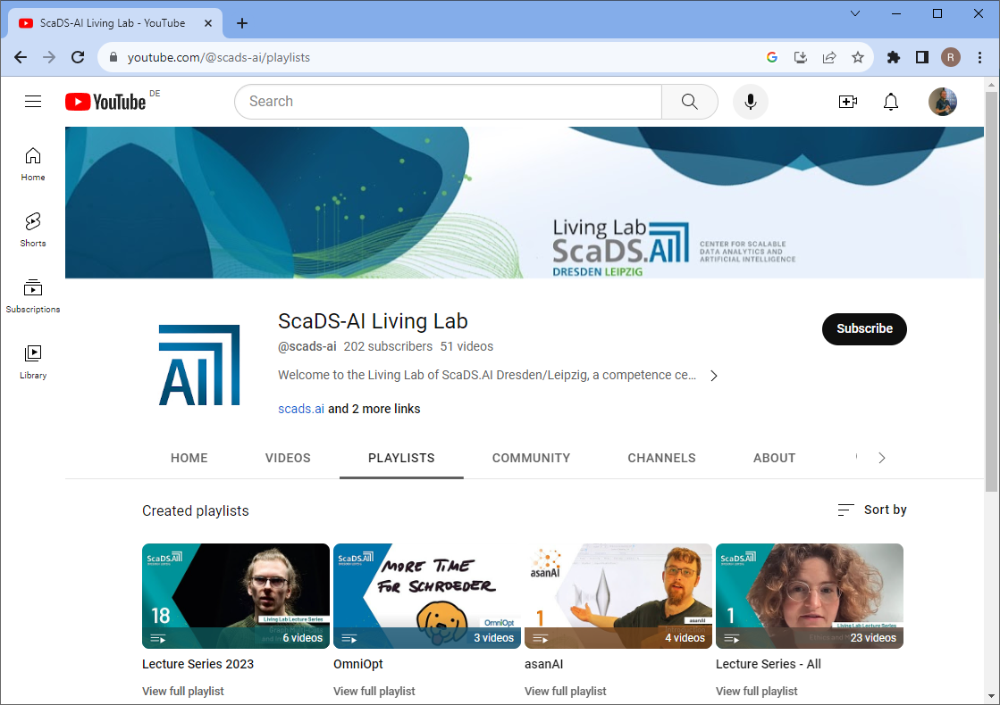 ScaDS-AI Living Lab - YouTube
youtube.com/@scads-ai/playlists
R
YouTube DE
Search
Home
Shorts
Subscriptions
Library
Living Lab
ScaDS.AI
DRESDEN LEIPZIG
CENTER FOR SCALABLE
DATA ANALYTICS AND
ARTIFICIAL INTELLIGENCE
AI
ScaDS-AI Living Lab
@scads-ai 202 subscribers 51 videos
Welcome to the Living Lab of ScaDS.AI Dresden/Leipzig, a competence ce...
scads.ai and 2 more links
Subscribe
HOME VIDEOS PLAYLISTS COMMUNITY CHANNELS ABOUT
Created playlists
Sort by
ScaDS.AI
18
Living Lab Lecture Series
6 videos
Lecture Series 2023
View full playlist
ScaDS.AI
MORE TIME
FOR SCHROEDER
OmniOpt
3 videos
OmniOpt
View full playlist
asanAI
1
asanAI
Introduction
4 videos
asanAI
View full playlist
ScaDS.AI
1
Living Lab Lecture Series
23 videos
Lecture Series - All
View full playlist